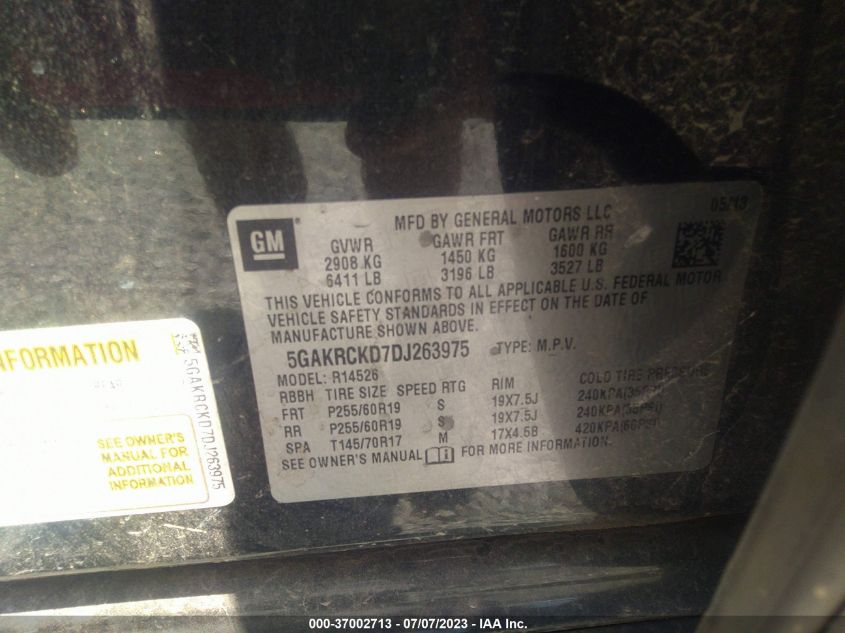 GM
MFD BY GENERAL MOTORS LLC
05/13
GVWR GAWR FRT GAWR RR
2908 KG 1450 KG 1600 KG
6411 LB 3196 LB 3527 LB
THIS VEHICLE CONFORMS TO ALL APPLICABLE U.S. FEDERAL MOTOR
VEHICLE SAFETY STANDARDS IN EFFECT ON THE DATE OF
MANUFACTURE SHOWN ABOVE.
5GAKRCKD7DJ263975 TYPE: M.P.V.
MODEL: R14526
RBBH TIRE SIZE SPEED RTG RIM COLD TIRE PRESSURE
FRT P255/60R19 S 19X7.5J 240KPA(35PSI)
RR P255/60R19 S 19X7.5J 240KPA(35PSI)
SPA T145/70R17 M 17X4.5B 420KPA(60PSI)
SEE OWNER'S MANUAL FOR MORE INFORMATION.
INFORMATION
SEE OWNER'S
MANUAL FOR
ADDITIONAL
INFORMATION
5GAKRCKD7DJ263975
000-37002713 - 07/07/2023 - IAA Inc.